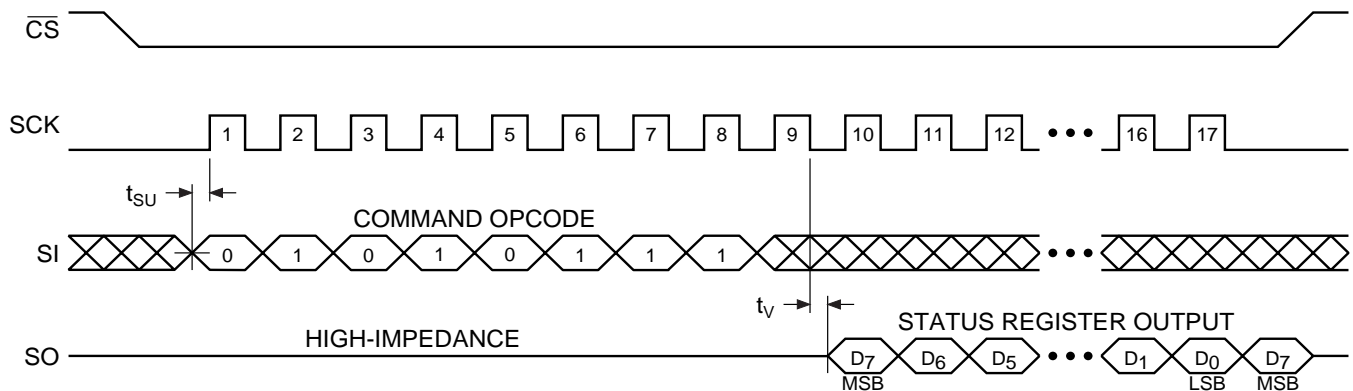 CS
SCK 1 2 3 4 5 6 7 8 9 10 11 12 ••• 16 17
tSU
COMMAND OPCODE
SI 0 1 0 1 0 1 1 1 •••
tV
HIGH-IMPEDANCE STATUS REGISTER OUTPUT
SO D7 D6 D5 ••• D1 D0 D7
MSB LSB MSB